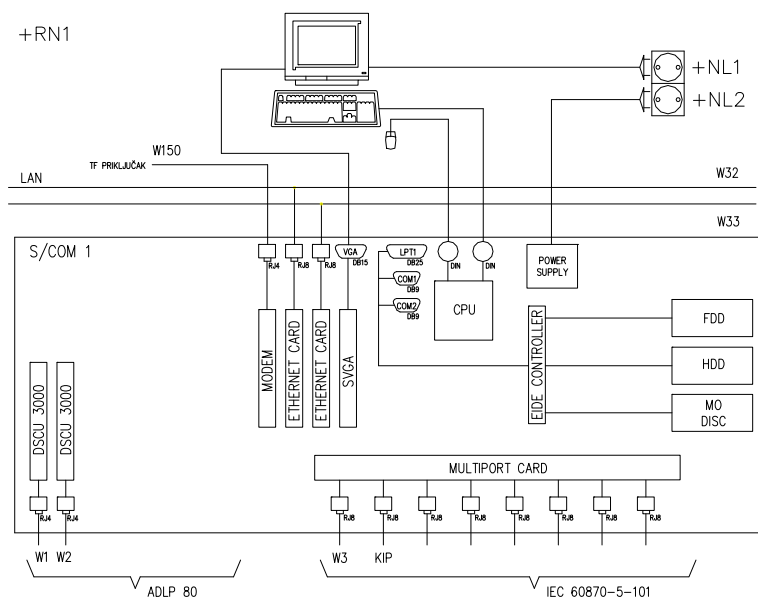 +RN1
+NL1
+NL2
W150
TF PRIKLJUČAK
LAN
W32
W33
S/COM 1
RJ4
RJ8
RJ8
VGA
DB15
LPT1
DB25
COM1
DB9
COM2
DB9
DIN
DIN
CPU
POWER
SUPPLY
MODEM
ETHERNET CARD
ETHERNET CARD
SVGA
EIDE CONTROLLER
FDD
HDD
MO
DISC
DSCU 3000
DSCU 3000
MULTIPORT CARD
RJ4
RJ4
RJ8
RJ8
RJ8
RJ8
RJ8
RJ8
RJ8
RJ8
W1
W2
W3
KIP
ADLP 80
IEC 60870-5-101